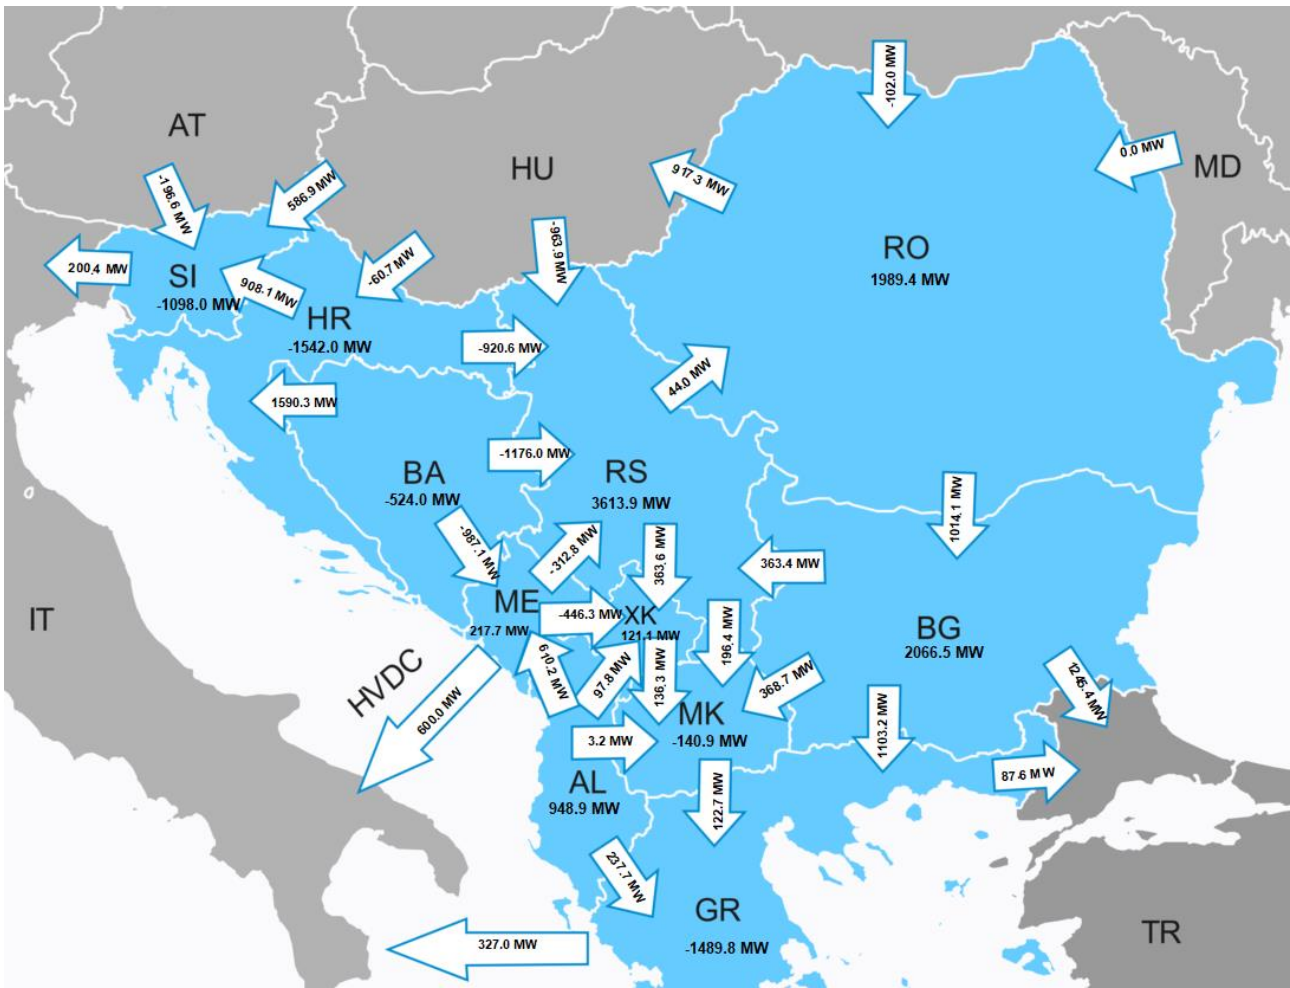 -102.0 MW
AT
0.0 MW
HU
MD
917.3 MW
-196.6 MW
586.9 MW
-963.9 MW
RO
1989.4 MW
200.4 MW
SI
-1098.0 MW
908.1 MW
-60.7 MW
HR
-1542.0 MW
-920.6 MW
44.0 MW
1590.3 MW
-1176.0 MW
BA
-524.0 MW
RS
3613.9 MW
1014.1 MW
-987.1 MW
-312.8 MW
363.6 MW
363.4 MW
ME
217.7 MW
-446.3 MW
XK
121.1 MW
196.4 MW
BG
2066.5 MW
IT
HVDC
600.0 MW
610.2 MW
97.8 MW
136.3 MW
368.7 MW
1246.4 MW
MK
-140.9 MW
1103.2 MW
3.2 MW
87.6 MW
AL
948.9 MW
122.7 MW
237.7 MW
GR
-1489.8 MW
327.0 MW
TR